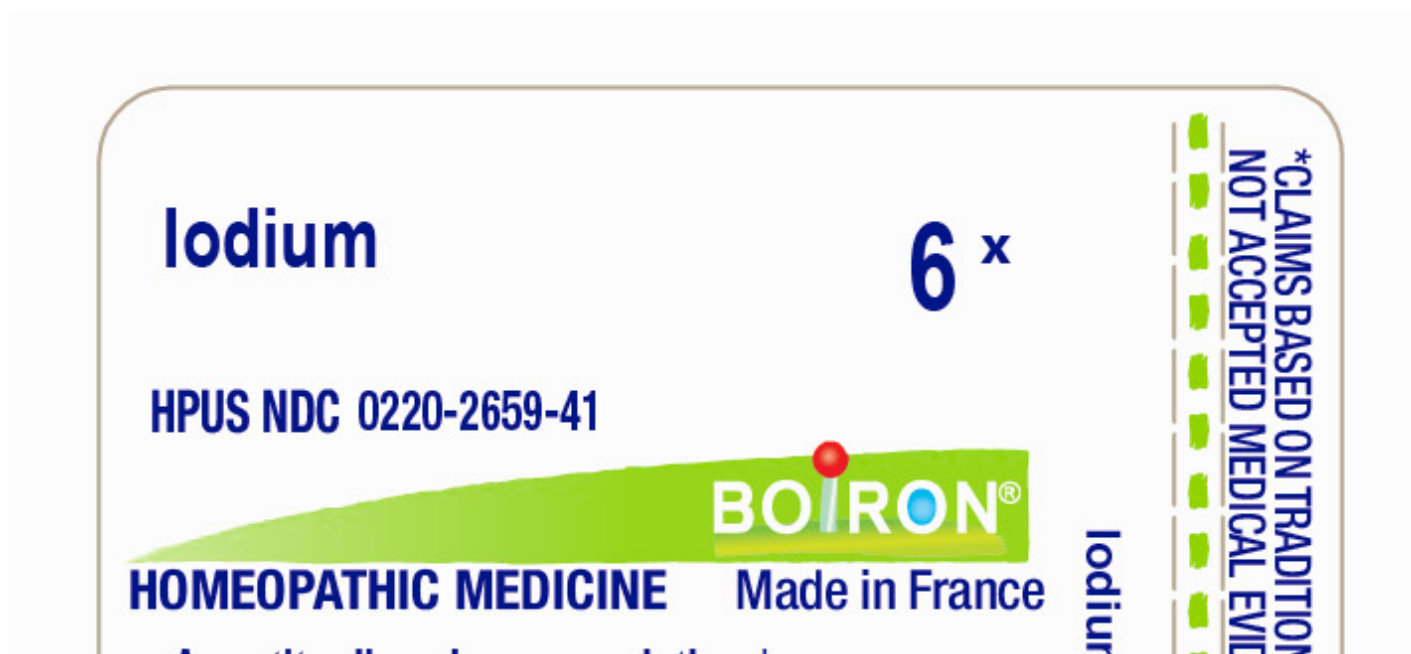 Iodium
6 x
HPUS NDC 0220-2659-41
BOIRON®
HOMEOPATHIC MEDICINE Made in France
*CLAIMS BASED ON TRADITION
NOT ACCEPTED MEDICAL